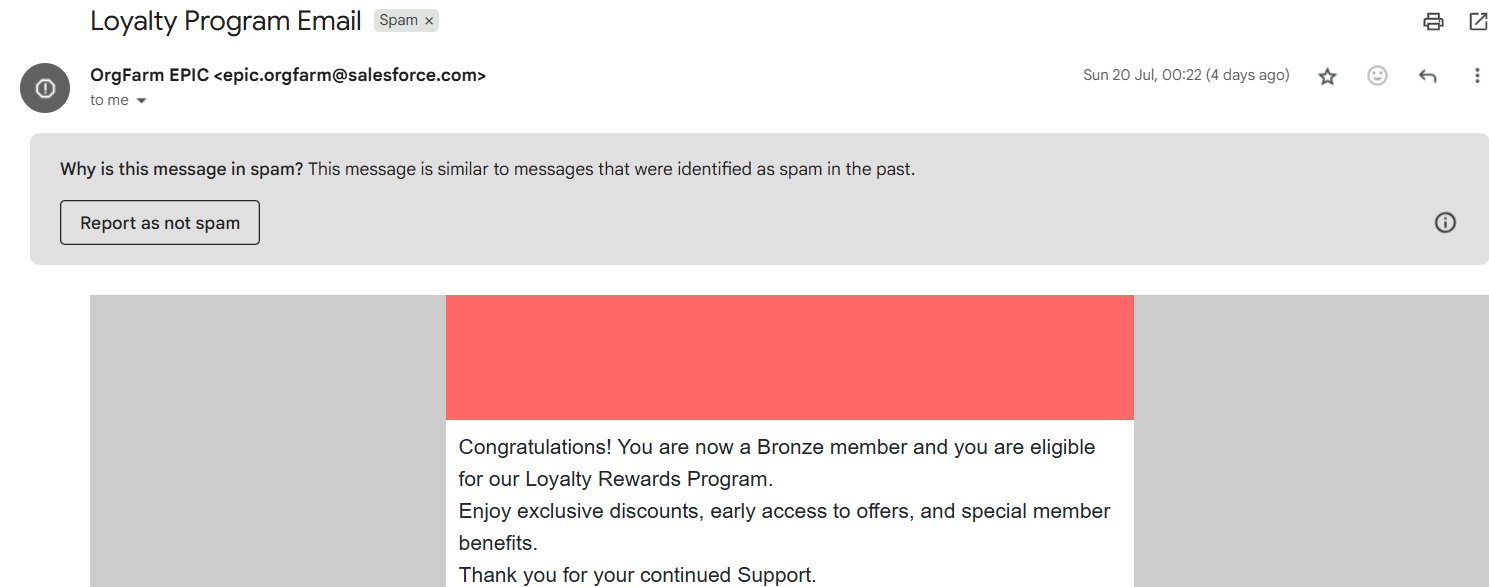 Loyalty Program Email Spam ×
OrgFarm EPIC <epic.orgfarm@salesforce.com> Sun 20 Jul, 00:22 (4 days ago)
to me
Why is this message in spam? This message is similar to messages that were identified as spam in the past.
Report as not spam
Congratulations! You are now a Bronze member and you are eligible
for our Loyalty Rewards Program.
Enjoy exclusive discounts, early access to offers, and special member
benefits.
Thank you for your continued Support.